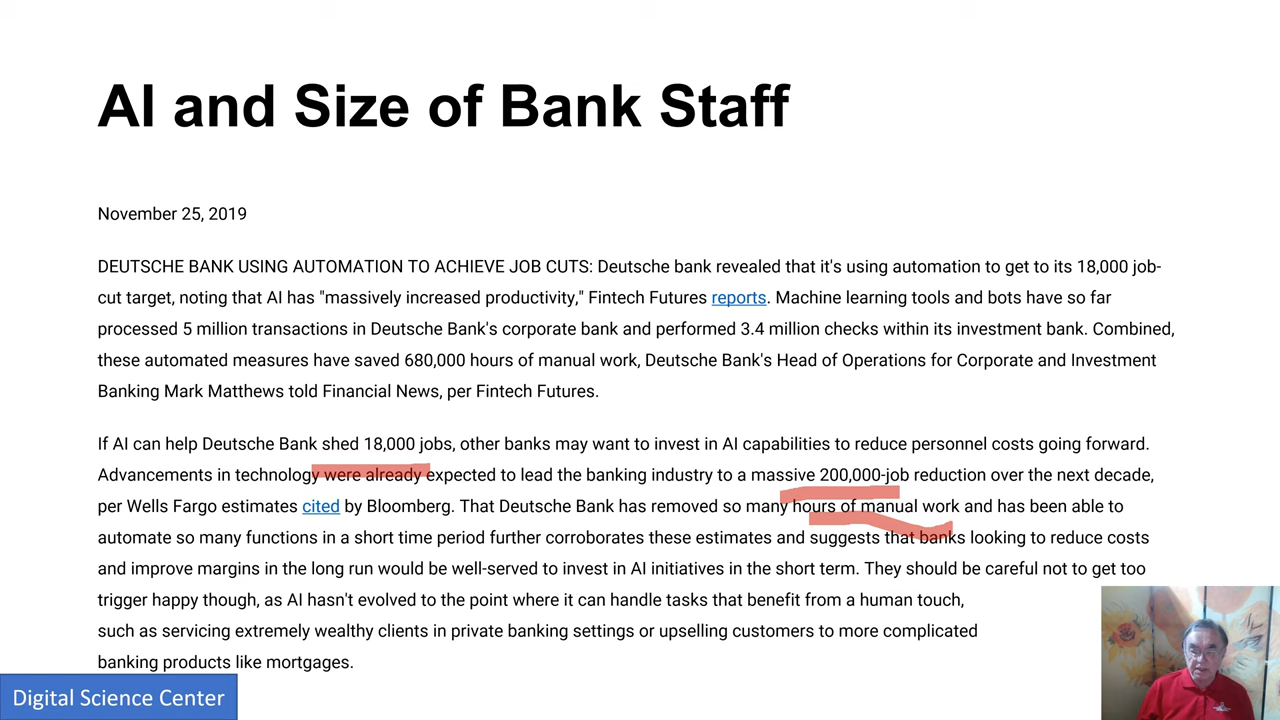 AI and Size of Bank Staff
November 25, 2019
DEUTSCHE BANK USING AUTOMATION TO ACHIEVE JOB CUTS: Deutsche bank revealed that it's using automation to get to its 18,000 job-
cut target, noting that AI has "massively increased productivity," Fintech Futures reports. Machine learning tools and bots have so far
processed 5 million transactions in Deutsche Bank's corporate bank and performed 3.4 million checks within its investment bank. Combined,
these automated measures have saved 680,000 hours of manual work, Deutsche Bank's Head of Operations for Corporate and Investment
Banking Mark Matthews told Financial News, per Fintech Futures.
If AI can help Deutsche Bank shed 18,000 jobs, other banks may want to invest in AI capabilities to reduce personnel costs going forward.
Advancements in technology were already expected to lead the banking industry to a massive 200,000-job reduction over the next decade,
per Wells Fargo estimates cited by Bloomberg. That Deutsche Bank has removed so many hours of manual work and has been able to
automate so many functions in a short time period further corroborates these estimates and suggests that banks looking to reduce costs
and improve margins in the long run would be well-served to invest in AI initiatives in the short term. They should be careful not to get too
trigger happy though, as AI hasn't evolved to the point where it can handle tasks that benefit from a human touch,
such as servicing extremely wealthy clients in private banking settings or upselling customers to more complicated
banking products like mortgages.
Digital Science Center